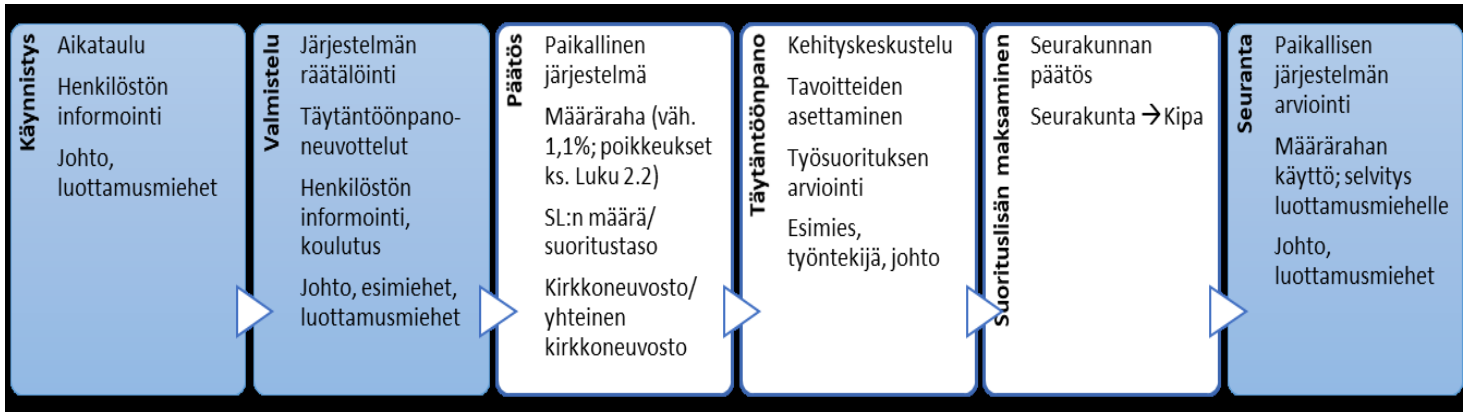 Käynnistys
Aikataulu
Henkilöstön
informointi
Johto,
luottamusmiehet
Valmistelu
Järjestelmän
räätälöinti
Täytäntöönpano-
neuvottelut
Henkilöstön
informointi,
koulutus
Johto, esimiehet,
luottamusmiehet
Päätös
Paikallinen
järjestelmä
Määräraha (väh.
1,1%; poikkeukset
ks. Luku 2.2)
SL:n määrä/
suoritustaso
Kirkkoneuvosto/
yhteinen
kirkkoneuvosto
Täytäntöönpano
Kehityskeskustelu
Tavoitteiden
asettaminen
Työsuorituksen
arviointi
Esimies,
työntekijä, johto
Suorituslisän maksaminen
Seurakunnan
päätös
Seurakunta →Kipa
Seuranta
Paikallisen
järjestelmän
arviointi
Määrärahan
käyttö; selvitys
luottamusmiehelle
Johto,
luottamusmiehet